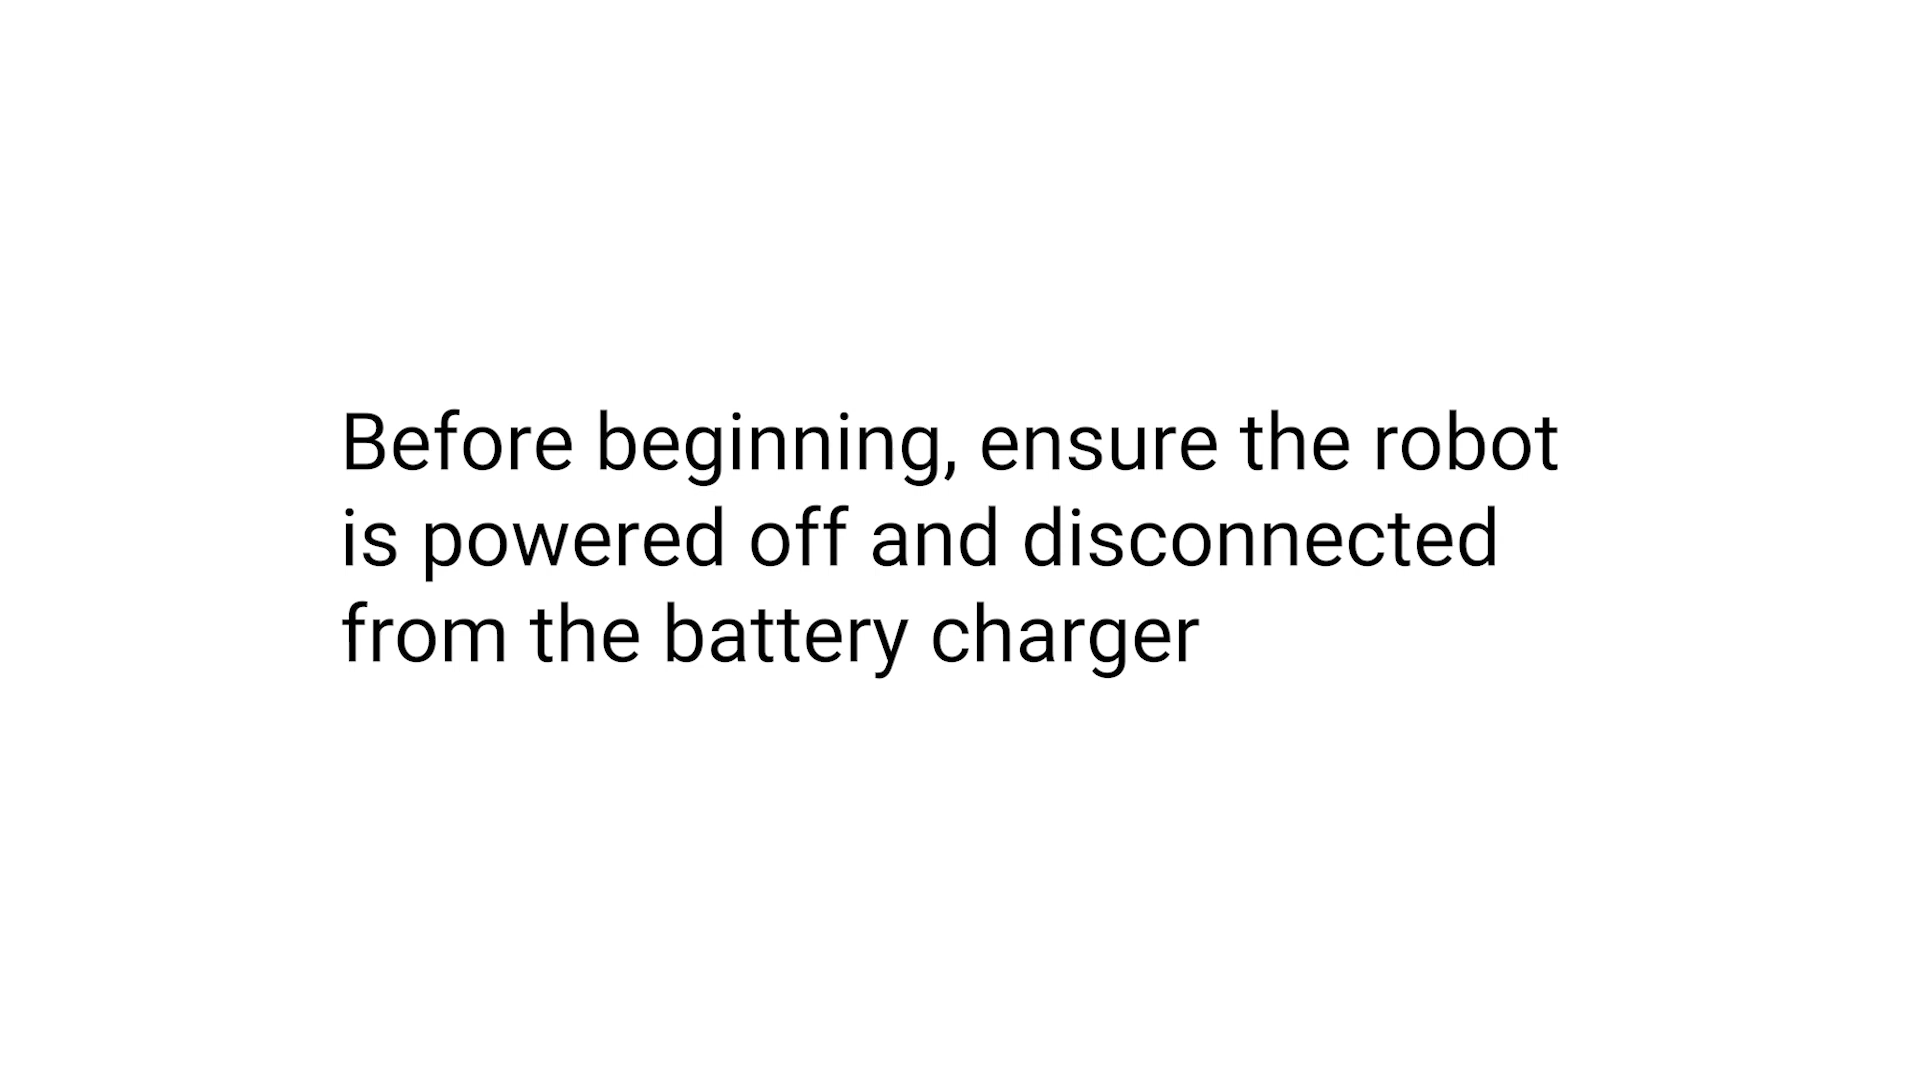 Before beginning, ensure the robot
is powered off and disconnected
from the battery charger